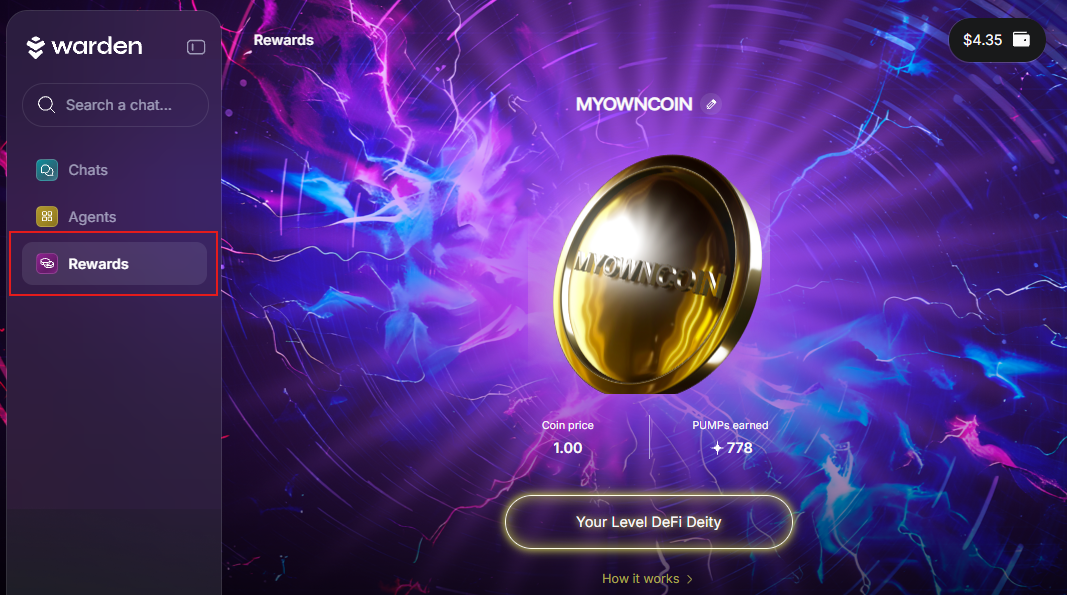 warden
Search a chat...
Chats
Agents
Rewards
Rewards
$4.35
MYOWNCOIN
MYOWNCOIN
Coin price
1.00
PUMPs earned
778
Your Level DeFi Deity
How it works